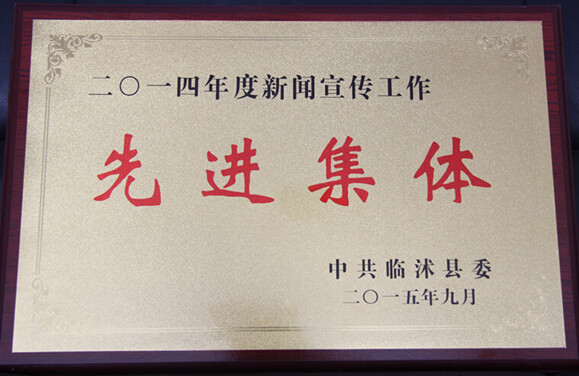 二〇一四年度新闻宣传工作
先进集体
中共临沭县委
二〇一五年九月